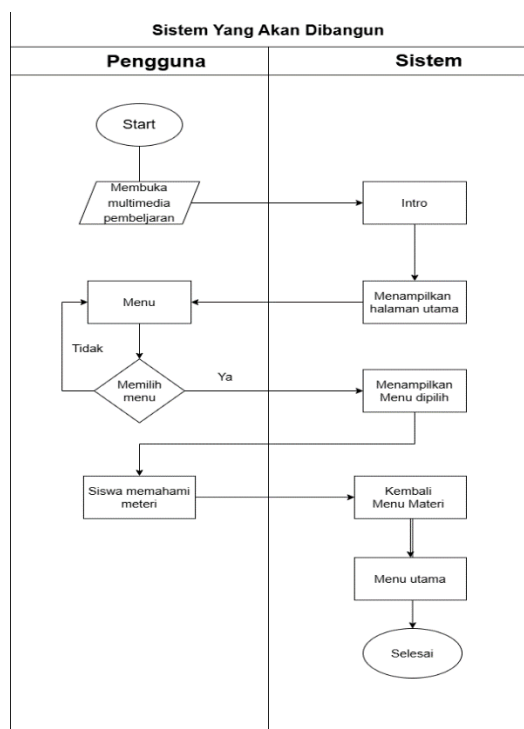 Sistem Yang Akan Dibangun
Pengguna
Sistem
Start
Membuka
multimedia
pembeljaran
Intro
Menampilkan
halaman utama
Menu
Tidak
Memilih
menu
Ya
Menampilkan
Menu dipilih
Siswa memahami
meteri
Kembali
Menu Materi
Menu utama
Selesai